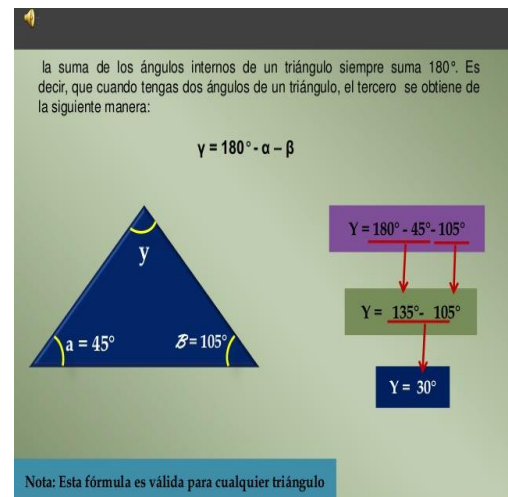 la suma de los ángulos internos de un triángulo siempre suma 180°. Es
decir, que cuando tengas dos ángulos de un triángulo, el tercero se obtiene de
la siguiente manera:
γ = 180° - α – β
y
a = 45°
ℬ = 105°
Y = 180° - 45° - 105°
Y = 135° - 105°
Y = 30°
Nota: Esta fórmula es válida para cualquier triángulo